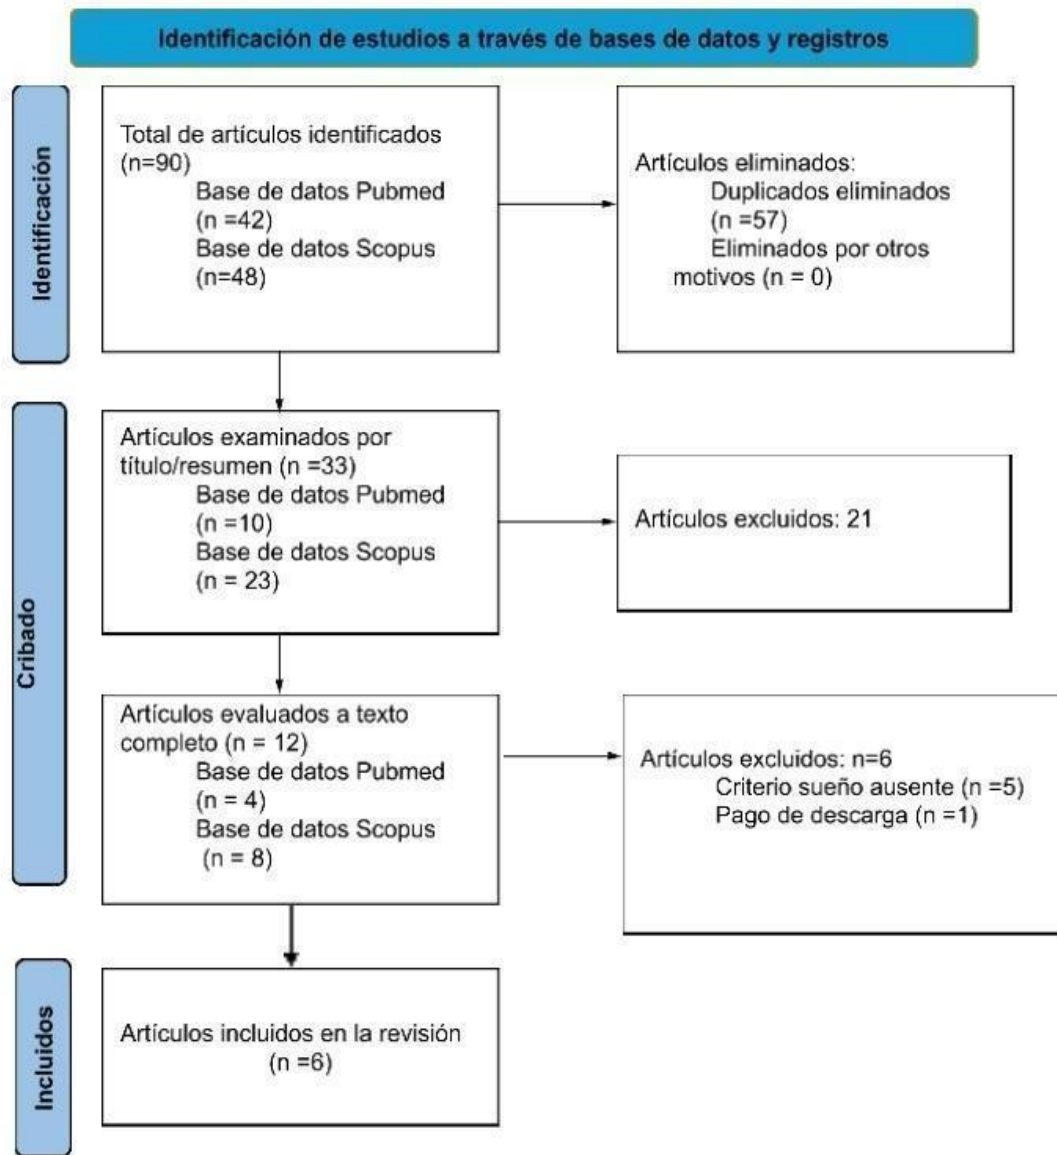 Identificación de estudios a través de bases de datos y registros
Identificación
Total de artículos identificados
(n=90)
Base de datos Pubmed
(n =42)
Base de datos Scopus
(n=48)
Artículos eliminados:
Duplicados eliminados
(n =57)
Eliminados por otros
motivos (n = 0)
Cribado
Artículos examinados por
título/resumen (n =33)
Base de datos Pubmed
(n =10)
Base de datos Scopus
(n = 23)
Artículos excluidos: 21
Artículos evaluados a texto
completo (n = 12)
Base de datos Pubmed
(n = 4)
Base de datos Scopus
(n = 8)
Artículos excluidos: n=6
Criterio sueño ausente (n =5)
Pago de descarga (n =1)
Incluidos
Artículos incluidos en la revisión
(n =6)